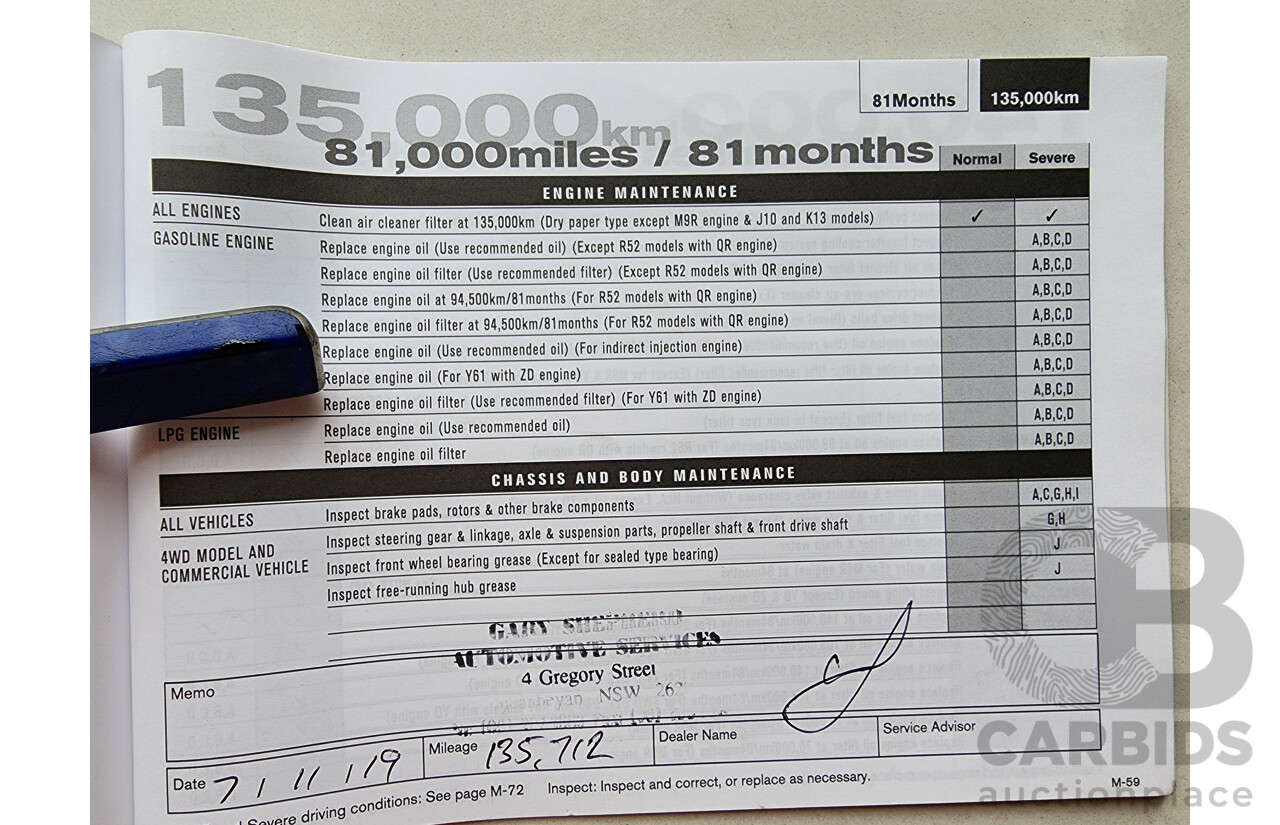 135,000km
81Months 135,000km
81,000miles / 81months
Normal Severe
ENGINE MAINTENANCE
ALL ENGINES Clean air cleaner filter at 135,000km (Dry paper type except M9R engine & J10 and K13 models) ✓ ✓
GASOLINE ENGINE Replace engine oil (Use recommended oil) (Except R52 models with QR engine) A,B,C,D
Replace engine oil filter (Use recommended filter) (Except R52 models with QR engine) A,B,C,D
Replace engine oil at 94,500km/81months (For R52 models with QR engine) A,B,C,D
Replace engine oil filter at 94,500km/81months (For R52 models with QR engine) A,B,C,D
Replace engine oil (Use recommended oil) (For indirect injection engine) A,B,C,D
Replace engine oil (For Y61 with ZD engine) A,B,C,D
Replace engine oil filter (Use recommended filter) (For Y61 with ZD engine) A,B,C,D
LPG ENGINE Replace engine oil (Use recommended oil) A,B,C,D
Replace engine oil filter A,B,C,D
CHASSIS AND BODY MAINTENANCE
ALL VEHICLES Inspect brake pads, rotors & other brake components A,C,G,H,I
Inspect steering gear & linkage, axle & suspension parts, propeller shaft & front drive shaft G,H
4WD MODEL AND
COMMERCIAL VEHICLE
Inspect front wheel bearing grease (Except for sealed type bearing) J
Inspect free-running hub grease J
GARY
AUTOMOTIVE SERVICES
4 Gregory Street
NSW
Memo
Date 7 / 11 / 19 Mileage 135,712 Dealer Name Service Advisor
Severe driving conditions: See page M-72 Inspect: Inspect and correct, or replace as necessary.
M-59
CARBIDS
auctionplace